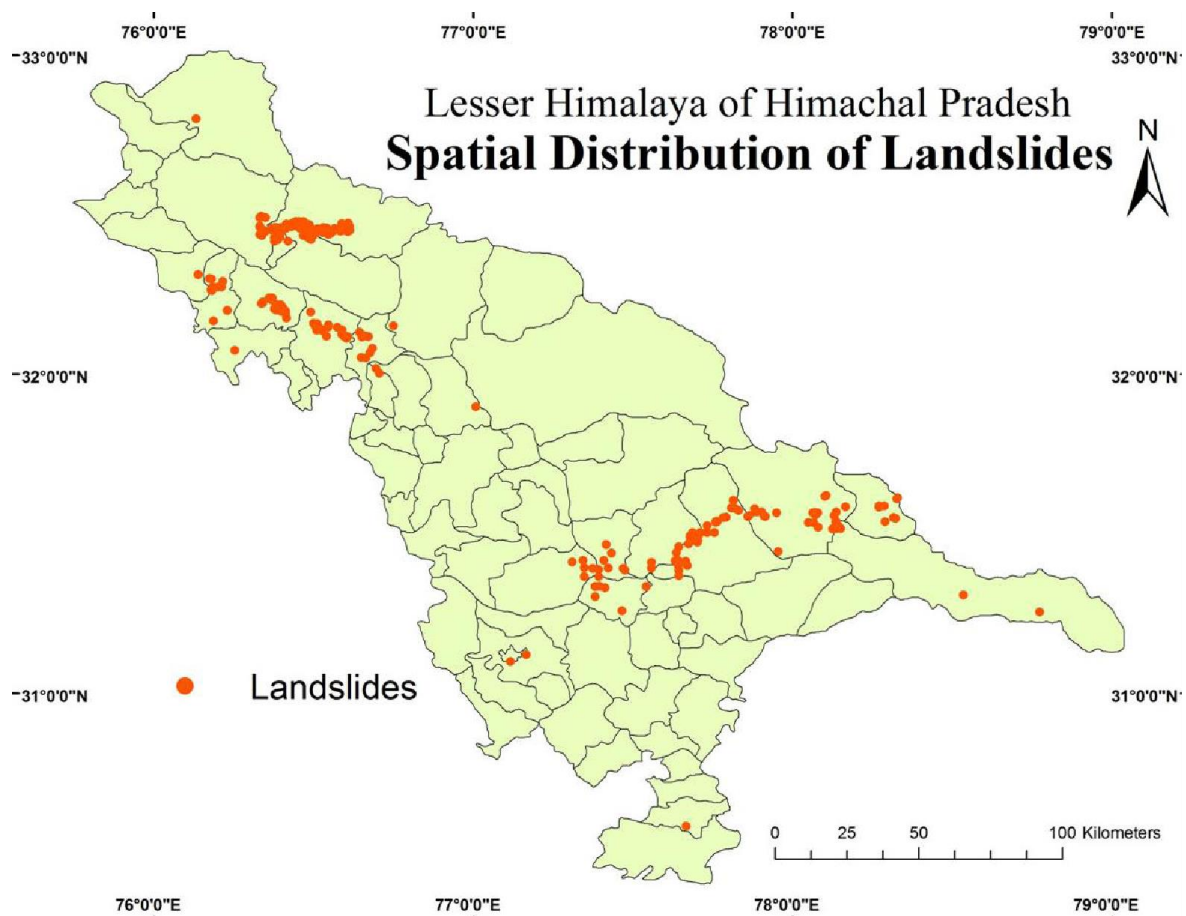 76°0'0"E 77°0'0"E 78°0'0"E 79°0'0"E
33°0'0"N 33°0'0"N
Lesser Himalaya of Himachal Pradesh
Spatial Distribution of Landslides
N
32°0'0"N 32°0'0"N
Landslides
31°0'0"N 31°0'0"N
0 25 50 100 Kilometers
76°0'0"E 77°0'0"E 78°0'0"E 79°0'0"E